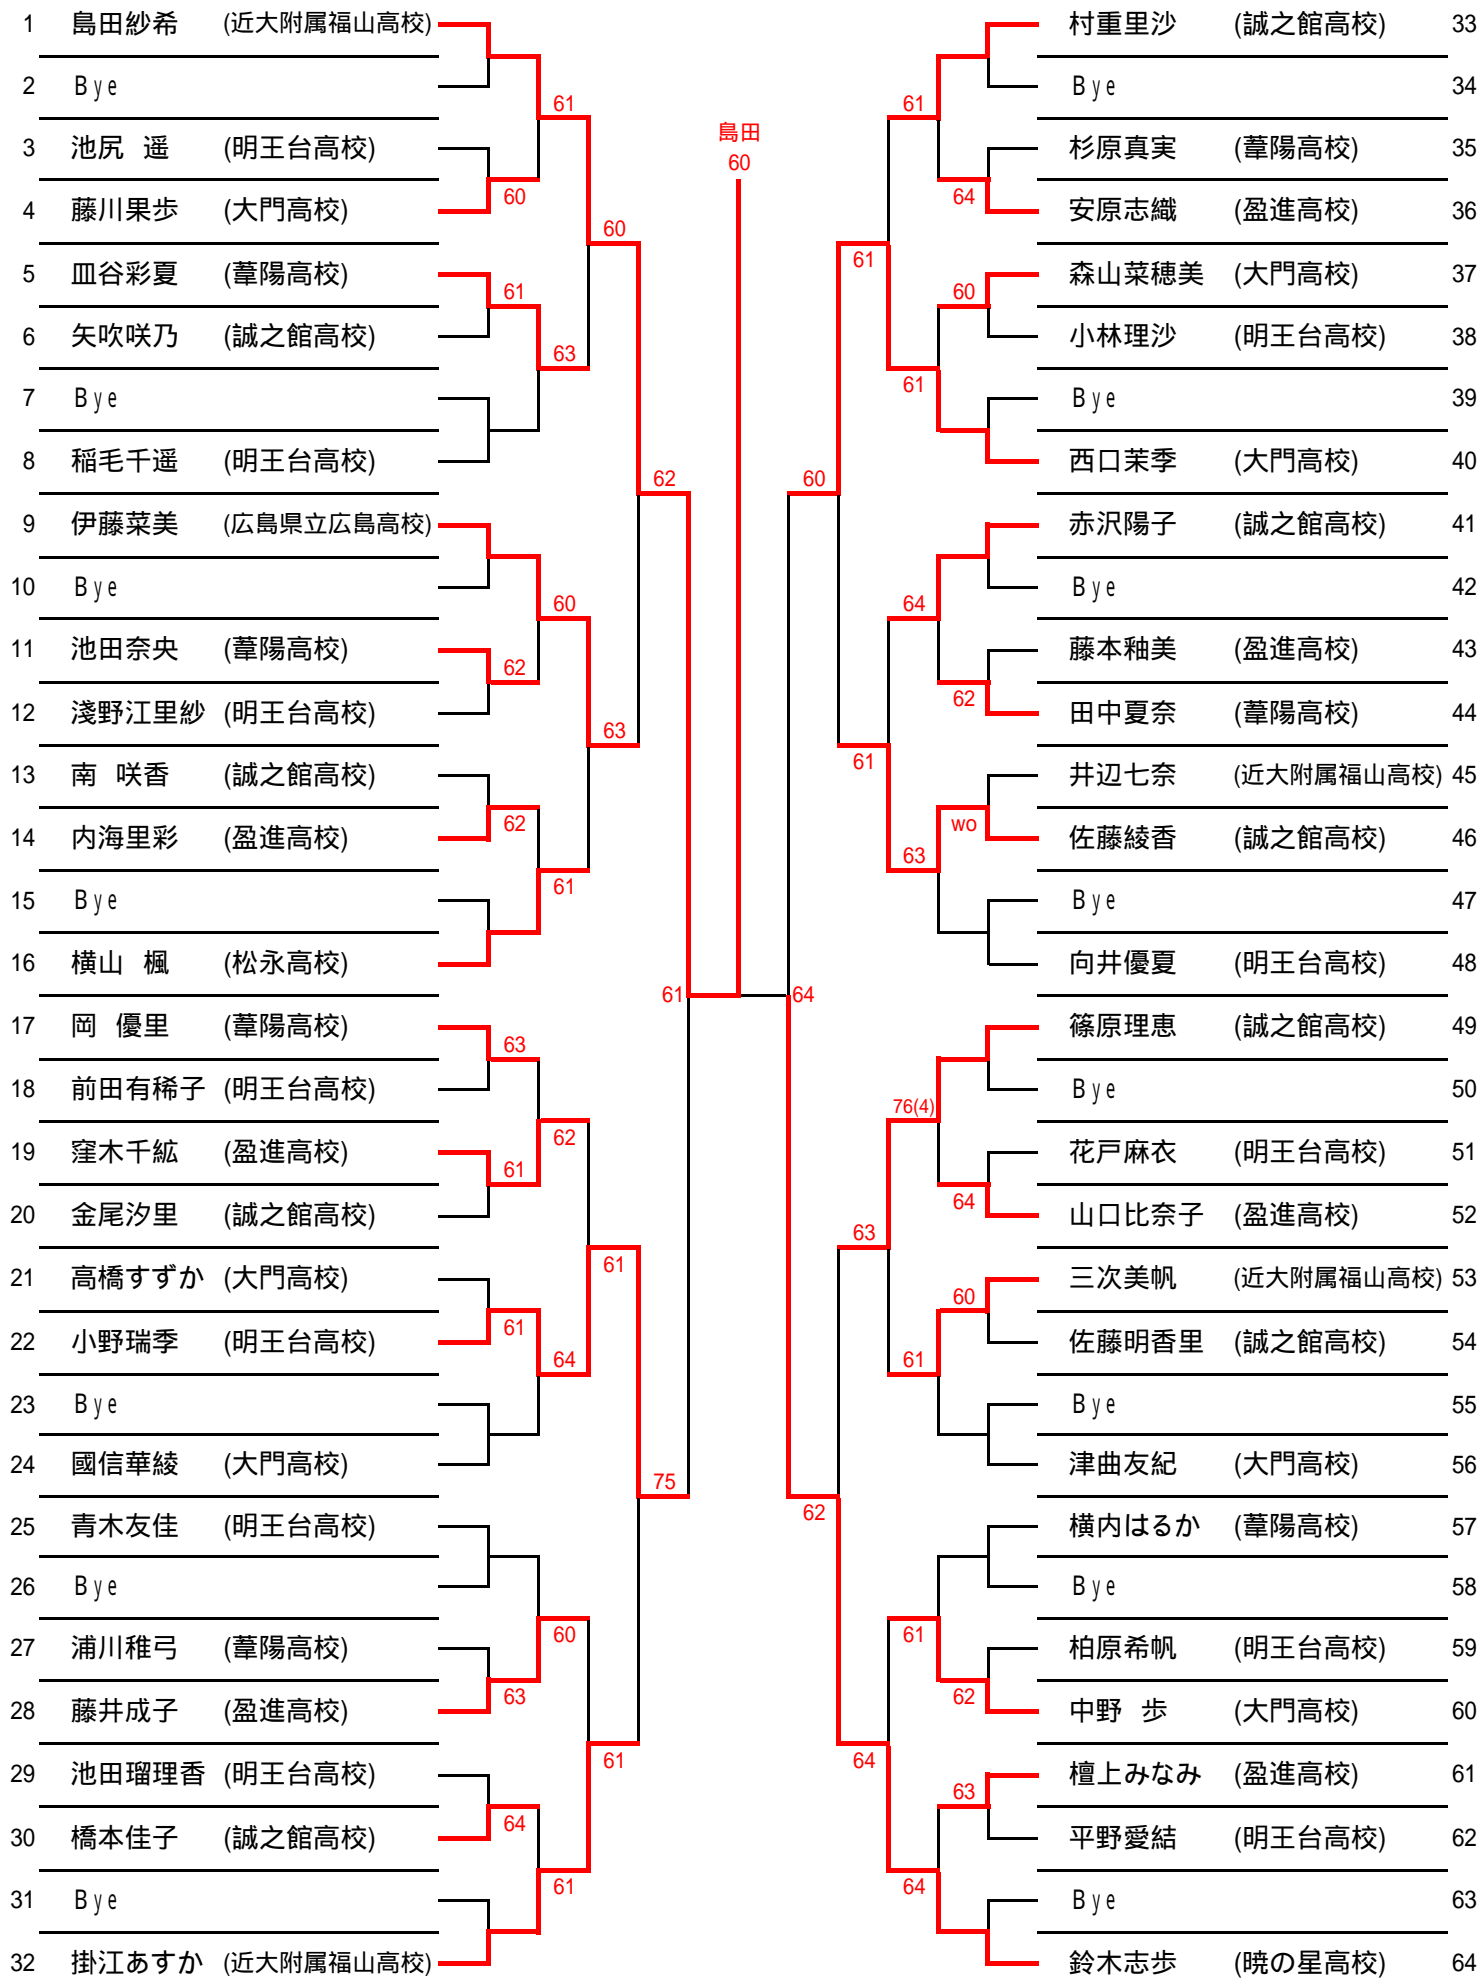 1 島田紗希 (近大附属福山高校)
2 Bye
3 池尻 遥 (明王台高校)
4 藤川果歩 (大門高校)
5 皿谷彩夏 (葦陽高校)
6 矢吹咲乃 (誠之館高校)
7 Bye
8 稲毛千遥 (明王台高校)
9 伊藤菜美 (広島県立広島高校)
10 Bye
11 池田奈央 (葦陽高校)
12 淺野江里紗 (明王台高校)
13 南 咲香 (誠之館高校)
14 内海里彩 (盈進高校)
15 Bye
16 横山 楓 (松永高校)
17 岡 優里 (葦陽高校)
18 前田有稀子 (明王台高校)
19 窪木千紘 (盈進高校)
20 金尾汐里 (誠之館高校)
21 高橋すずか (大門高校)
22 小野瑞季 (明王台高校)
23 Bye
24 國信華綾 (大門高校)
25 青木友佳 (明王台高校)
26 Bye
27 浦川稚弓 (葦陽高校)
28 藤井成子 (盈進高校)
29 池田瑠理香 (明王台高校)
30 橋本佳子 (誠之館高校)
31 Bye
32 掛江あすか (近大附属福山高校)
60
61
62
62
63
61
61
63
64
61
63
60
61
62
64
60
61
60
63
61
61
62
75
61
島田
60
64
60
62
61
61
63
64
61
61
64
63
76(4)
61
61
64
64
60
62
wo
64
60
62
63
村重里沙 (誠之館高校) 33
Bye 34
杉原真実 (葦陽高校) 35
安原志織 (盈進高校) 36
森山菜穂美 (大門高校) 37
小林理沙 (明王台高校) 38
Bye 39
西口茉季 (大門高校) 40
赤沢陽子 (誠之館高校) 41
Bye 42
藤本釉美 (盈進高校) 43
田中夏奈 (葦陽高校) 44
井辺七奈 (近大附属福山高校) 45
佐藤綾香 (誠之館高校) 46
Bye 47
向井優夏 (明王台高校) 48
篠原理恵 (誠之館高校) 49
Bye 50
花戸麻衣 (明王台高校) 51
山口比奈子 (盈進高校) 52
三次美帆 (近大附属福山高校) 53
佐藤明香里 (誠之館高校) 54
Bye 55
津曲友紀 (大門高校) 56
横内はるか (葦陽高校) 57
Bye 58
柏原希帆 (明王台高校) 59
中野 歩 (大門高校) 60
檀上みなみ (盈進高校) 61
平野愛結 (明王台高校) 62
Bye 63
鈴木志歩 (暁の星高校) 64